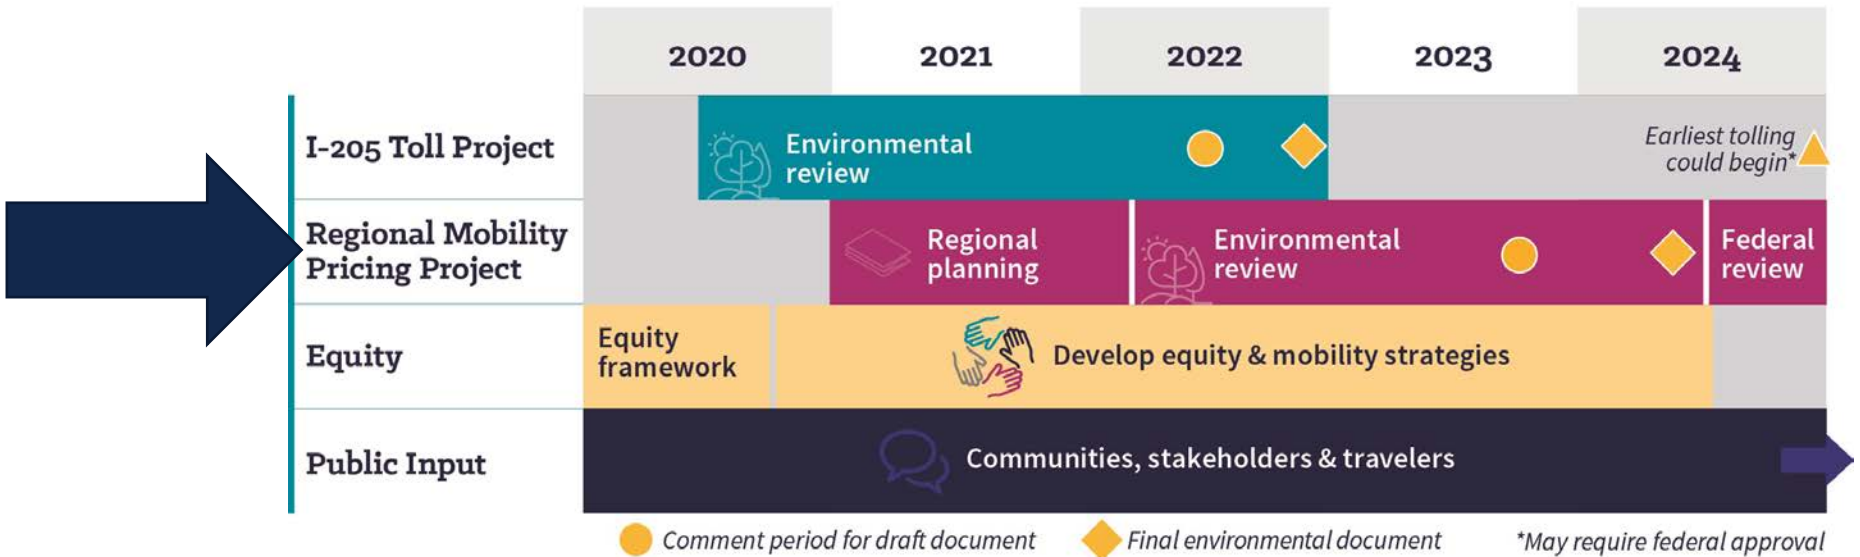 2020 2021 2022 2023 2024
I-205 Toll Project
Environmental
review
Earliest tolling
could begin*
Regional Mobility
Pricing Project
Regional
planning
Environmental
review
Federal
review
Equity
Equity
framework
Develop equity & mobility strategies
Public Input
Communities, stakeholders & travelers
Comment period for draft document
Final environmental document
*May require federal approval